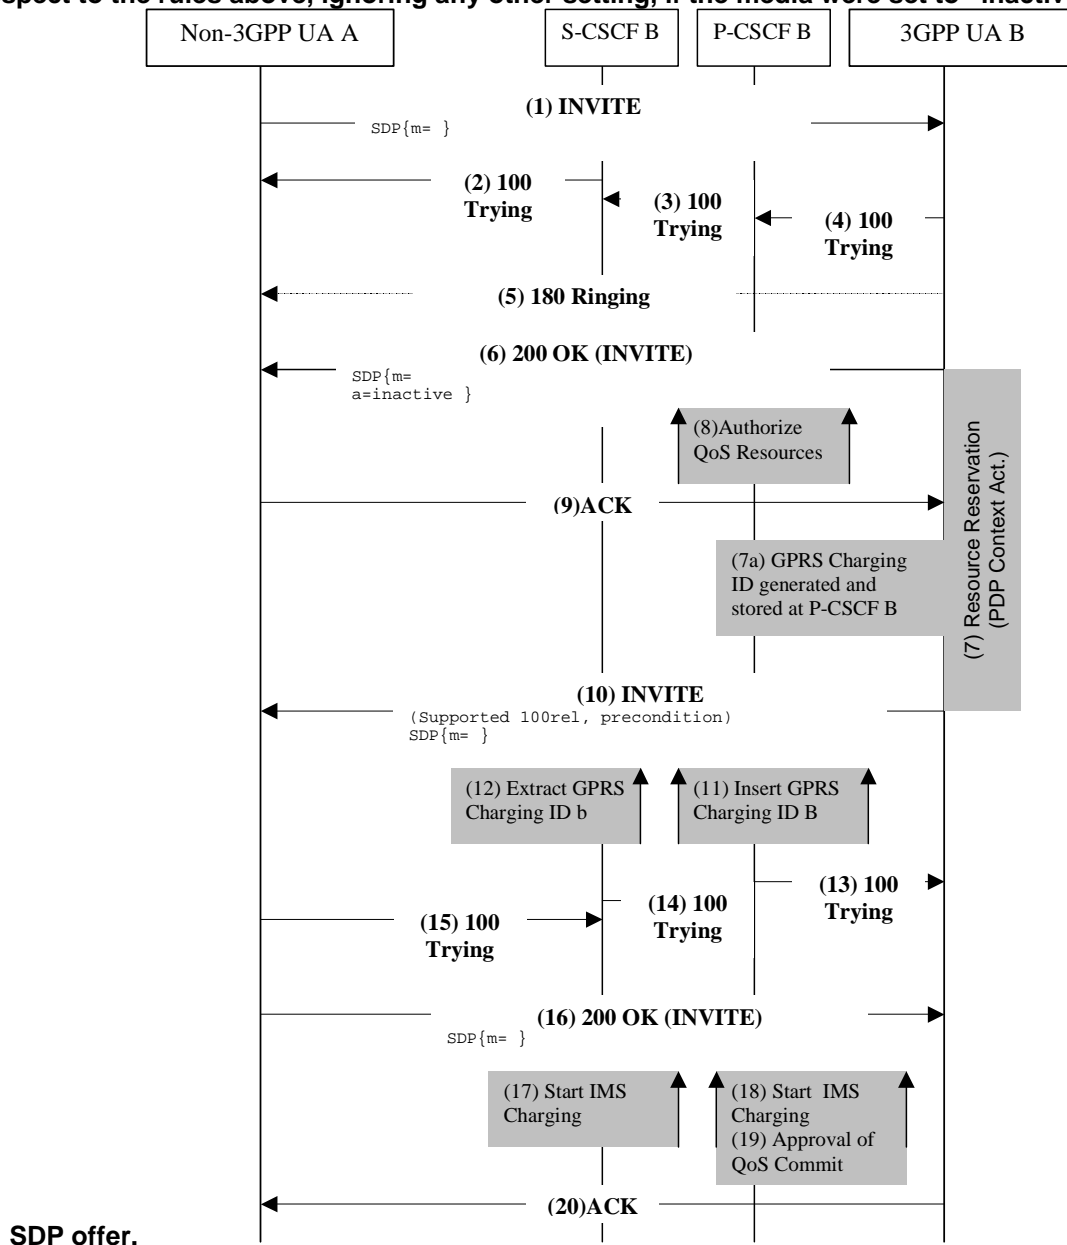 spect to the rules above, ignoring any other setting, if the media were set to "inactiv
Non-3GPP UA A
S-CSCF B
P-CSCF B
3GPP UA B
(1) INVITE
SDP{m= }
(2) 100
Trying
(3) 100
Trying
(4) 100
Trying
(5) 180 Ringing
(6) 200 OK (INVITE)
SDP{m=
a=inactive }
(8)Authorize
QoS Resources
(9)ACK
(7a) GPRS Charging
ID generated and
stored at P-CSCF B
(7) Resource Reservation
(PDP Context Act.)
(10) INVITE
(Supported 100rel, precondition)
SDP{m= }
(12) Extract GPRS
Charging ID b
(11) Insert GPRS
Charging ID B
(13) 100
Trying
(14) 100
Trying
(15) 100
Trying
(16) 200 OK (INVITE)
SDP{m= }
(17) Start IMS
Charging
(18) Start IMS
Charging
(19) Approval of
QoS Commit
(20)ACK
SDP offer.